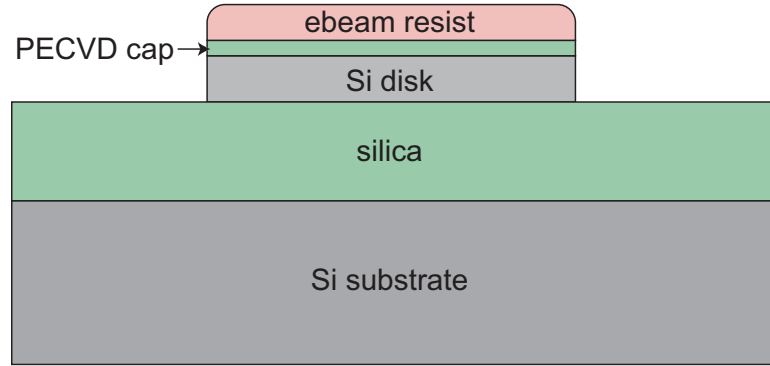 ebeam resist
PECVD cap
Si disk
silica
Si substrate